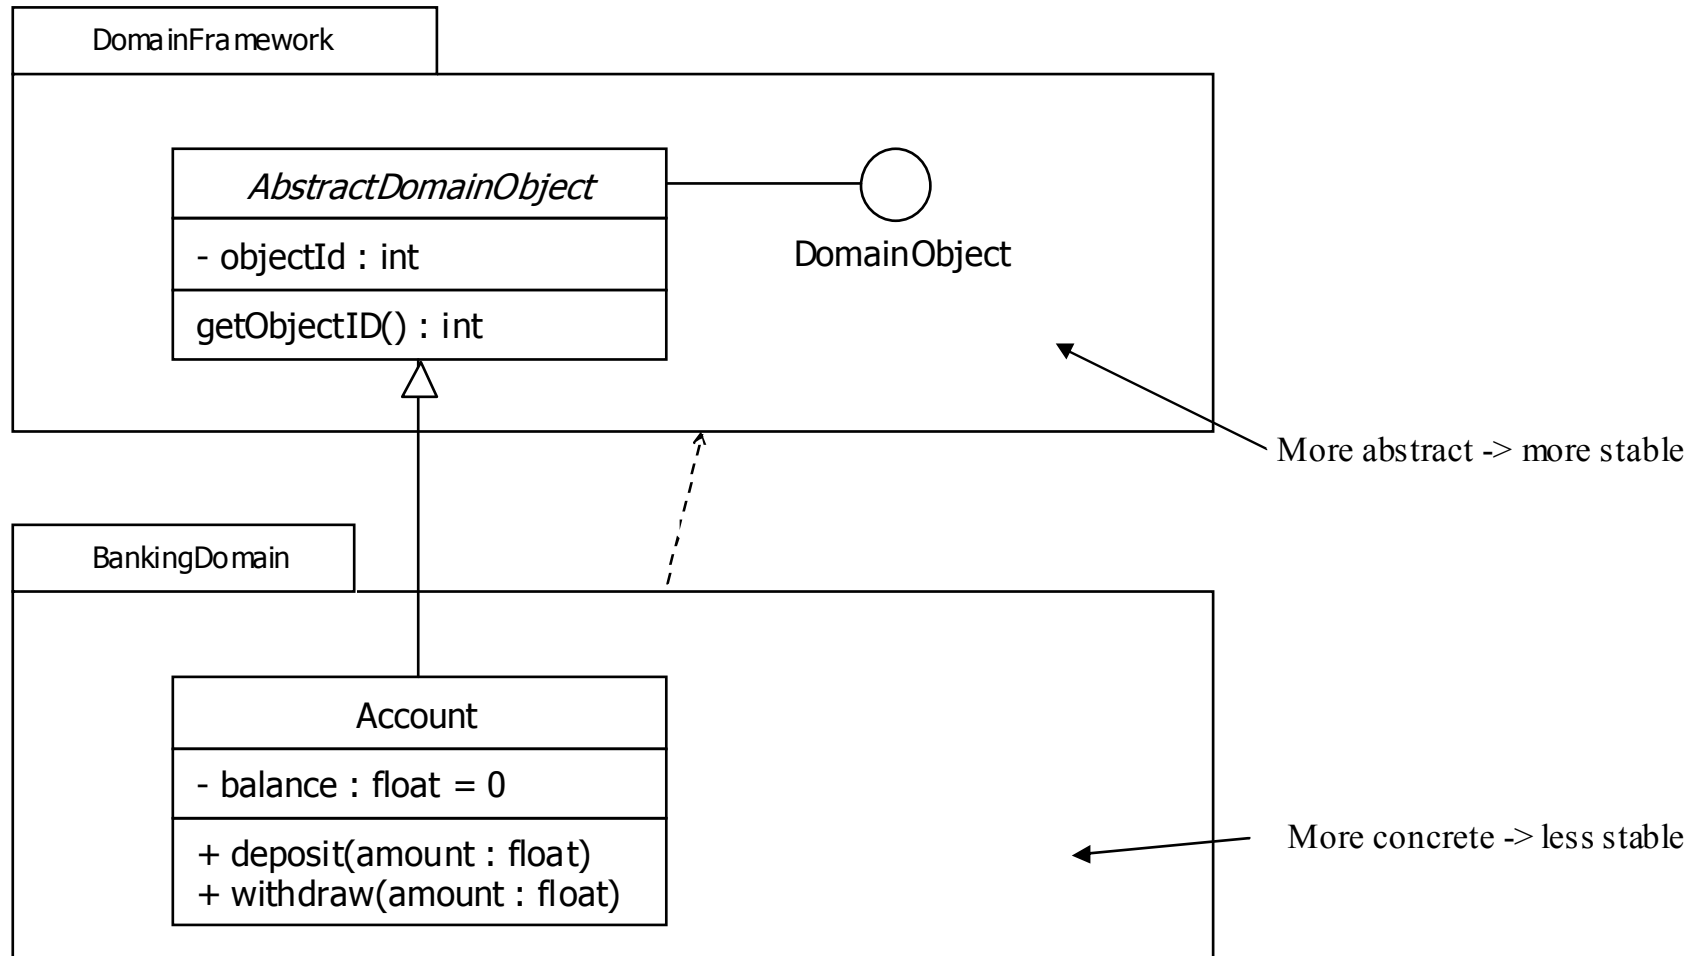 DomainFramework
AbstractDomainObject
- objectId : int
getObjectID() : int
DomainObject
More abstract -> more stable
BankingDomain
Account
- balance : float = 0
+ deposit(amount : float)
+ withdraw(amount : float)
More concrete -> less stable